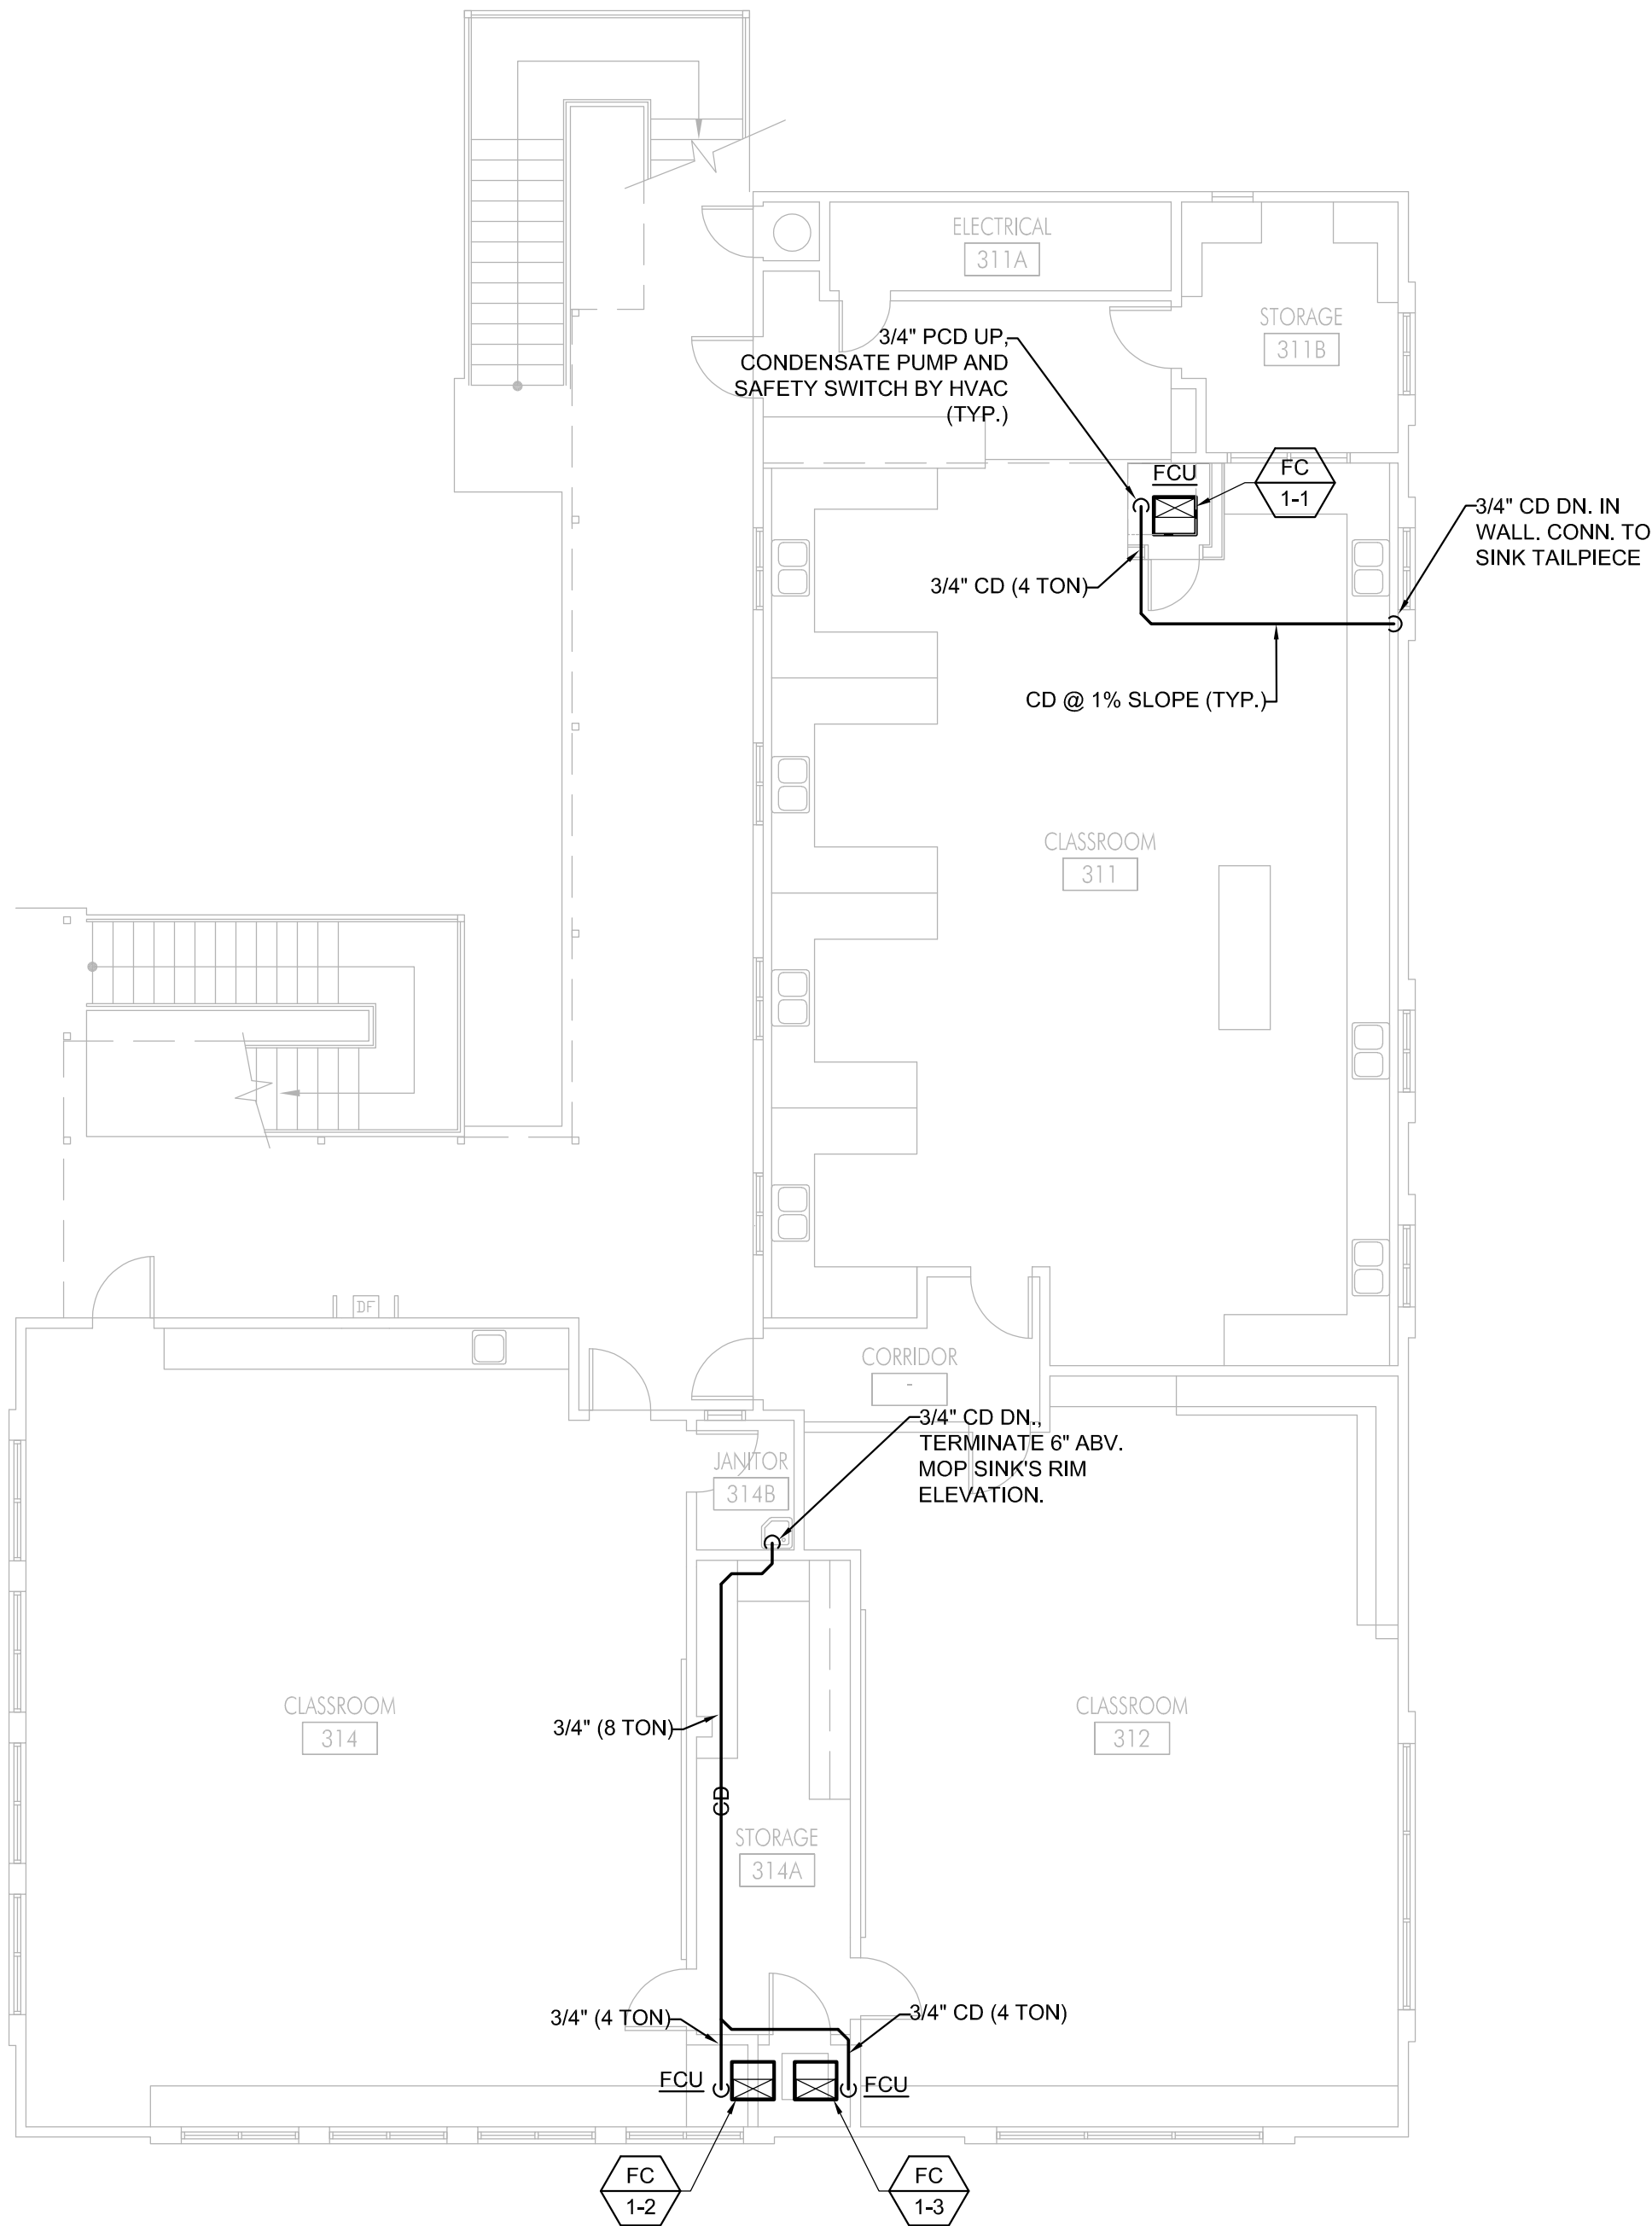 ELECTRICAL
311A
STORAGE
311B
3/4" PCD UP,
CONDENSATE PUMP AND
SAFETY SWITCH BY HVAC
(TYP.)
FCU
FC
1-1
3/4" CD DN. IN
WALL. CONN. TO
SINK TAILPIECE
3/4" CD (4 TON)
CD @ 1% SLOPE (TYP.)
CLASSROOM
311
DF
CORRIDOR
-
3/4" CD DN.,
TERMINATE 6" ABV.
MOP SINK'S RIM
ELEVATION.
JANITOR
314B
CLASSROOM
314
3/4" (8 TON)
CLASSROOM
312
CD
STORAGE
314A
3/4" (4 TON)
3/4" CD (4 TON)
FCU
FCU
FC
1-2
FC
1-3